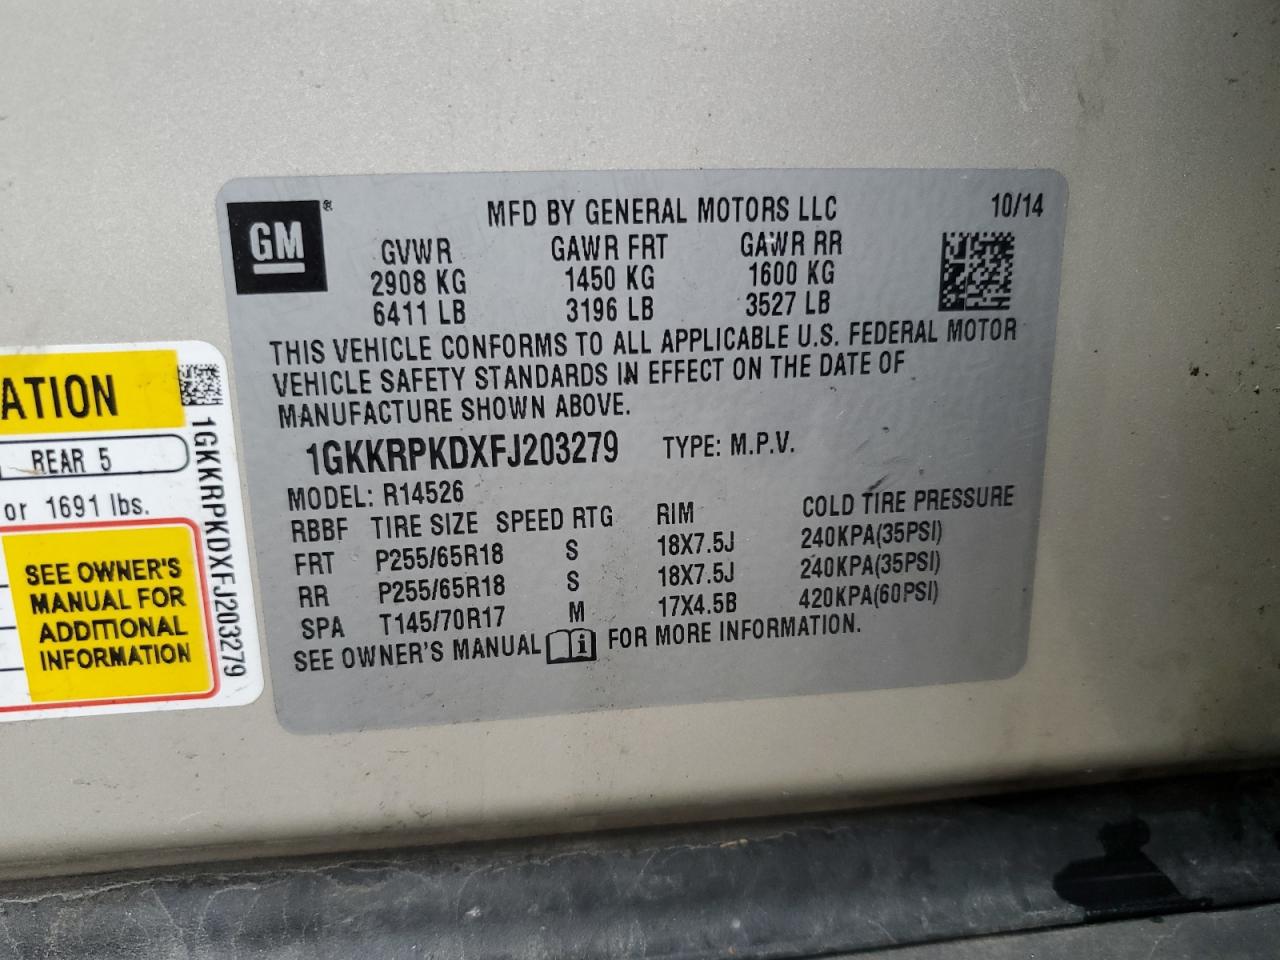 GM ®
MFD BY GENERAL MOTORS LLC 10/14
GVWR GAWR FRT GAWR RR
2908 KG 1450 KG 1600 KG
6411 LB 3196 LB 3527 LB
THIS VEHICLE CONFORMS TO ALL APPLICABLE U.S. FEDERAL MOTOR
VEHICLE SAFETY STANDARDS IN EFFECT ON THE DATE OF
MANUFACTURE SHOWN ABOVE.
1GKKRPKDXFJ203279 TYPE: M.P.V.
MODEL: R14526
RBBF TIRE SIZE SPEED RTG RIM COLD TIRE PRESSURE
FRT P255/65R18 S 18X7.5J 240KPA(35PSI)
RR P255/65R18 S 18X7.5J 240KPA(35PSI)
SPA T145/70R17 M 17X4.5B 420KPA(60PSI)
SEE OWNER'S MANUAL i FOR MORE INFORMATION.
ATION
REAR 5
or 1691 lbs.
SEE OWNER'S
MANUAL FOR
ADDITIONAL
INFORMATION
1GKKRPKDXFJ203279